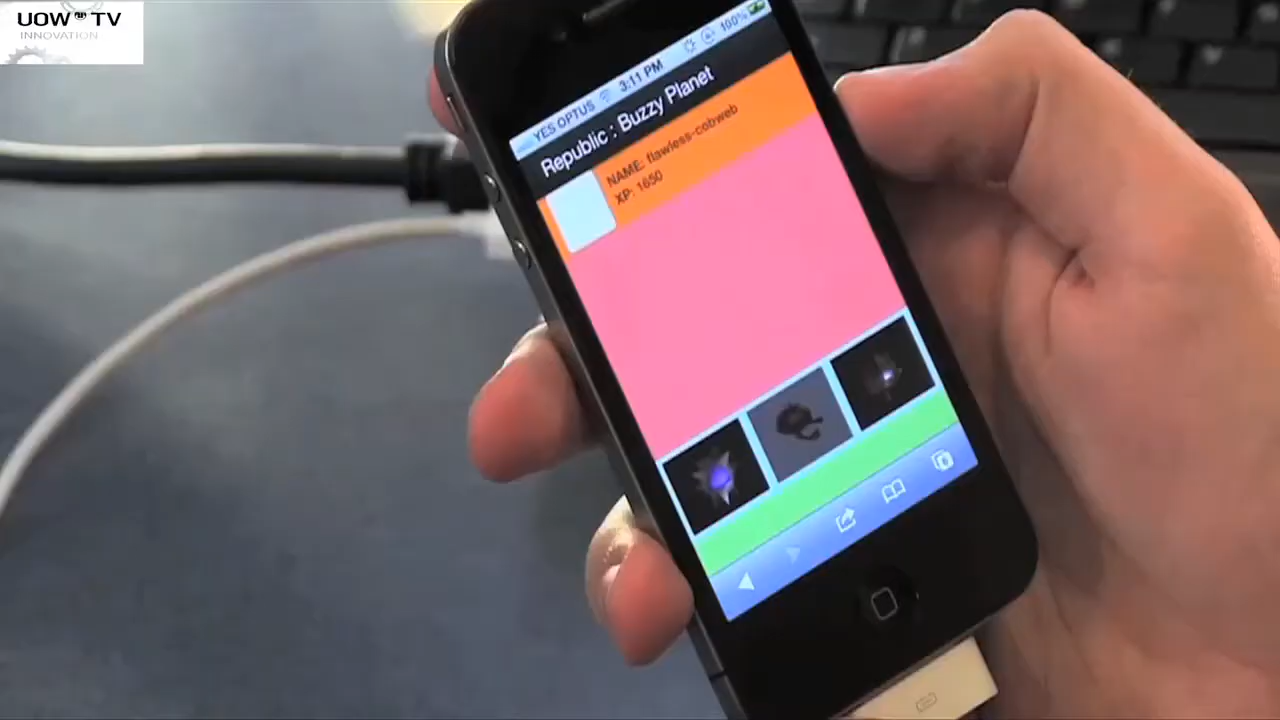 UOW TV
INNOVATION
YES OPTUS 3:11 PM 100%
Republic : Buzzy Planet
NAME: flawless-cobweb
XP: 1650